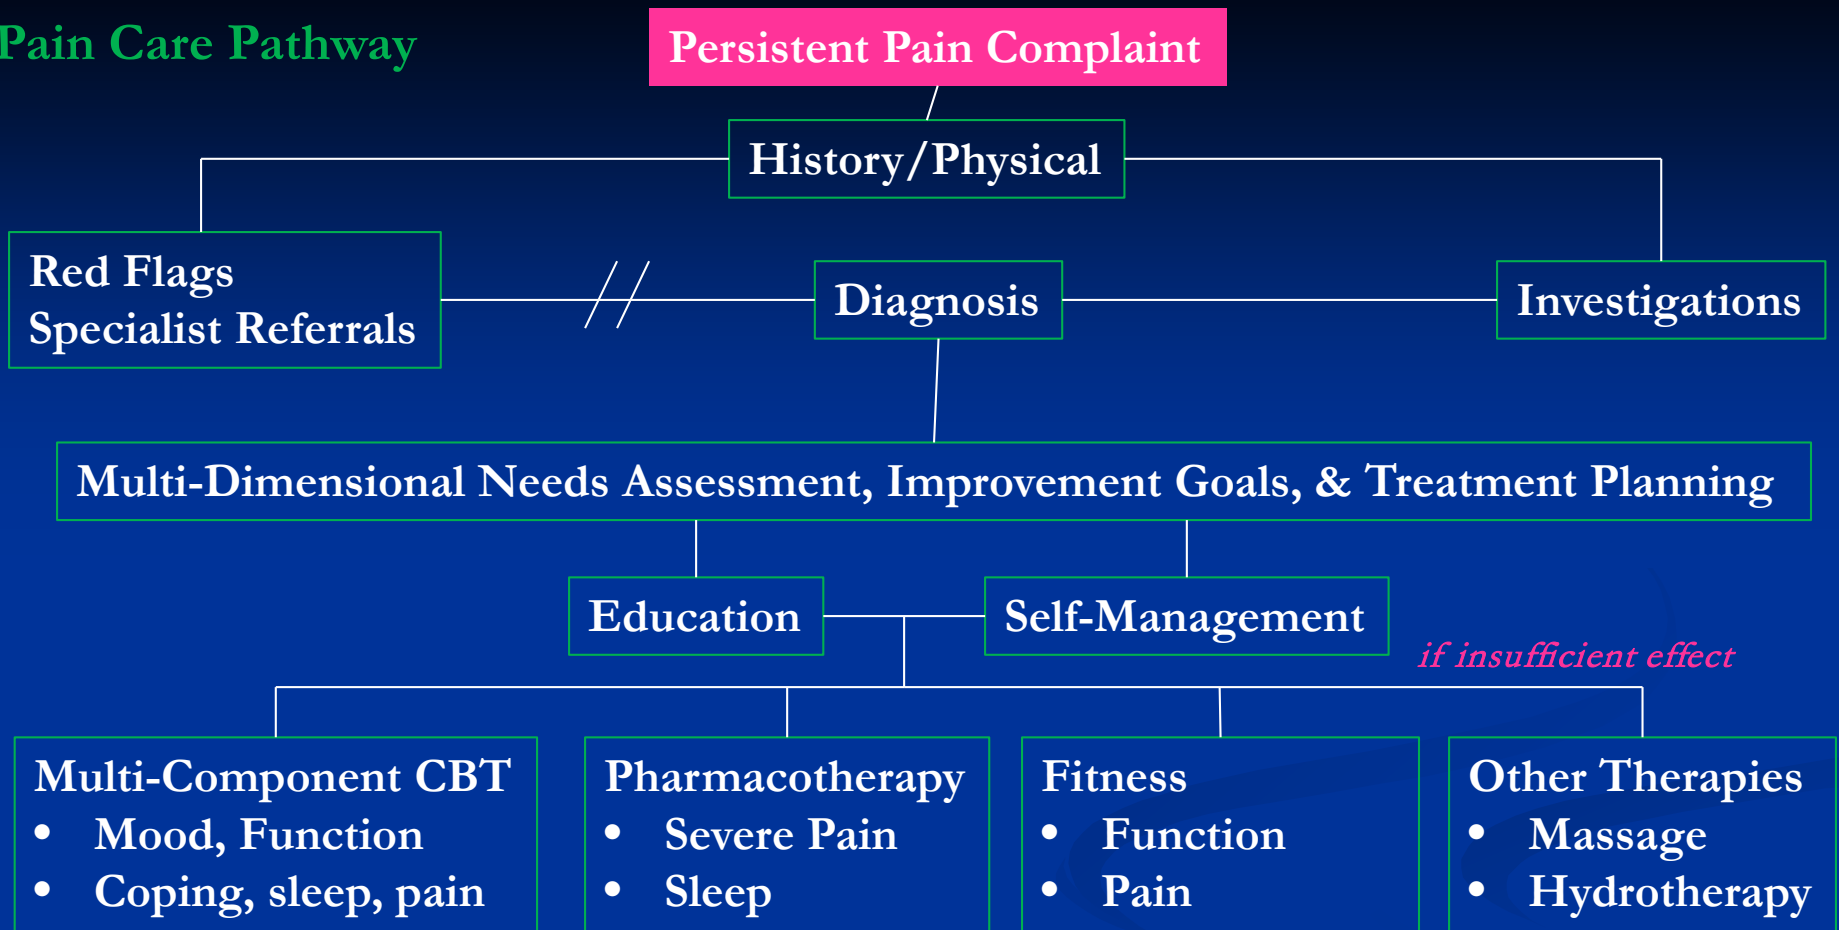 Pain Care Pathway
Persistent Pain Complaint
History/Physical
Red Flags
Specialist Referrals
Diagnosis
Investigations
Multi-Dimensional Needs Assessment, Improvement Goals, & Treatment Planning
Education
Self-Management
if insufficient effect
Multi-Component CBT
• Mood, Function
• Coping, sleep, pain
Pharmacotherapy
• Severe Pain
• Sleep
Fitness
• Function
• Pain
Other Therapies
• Massage
• Hydrotherapy